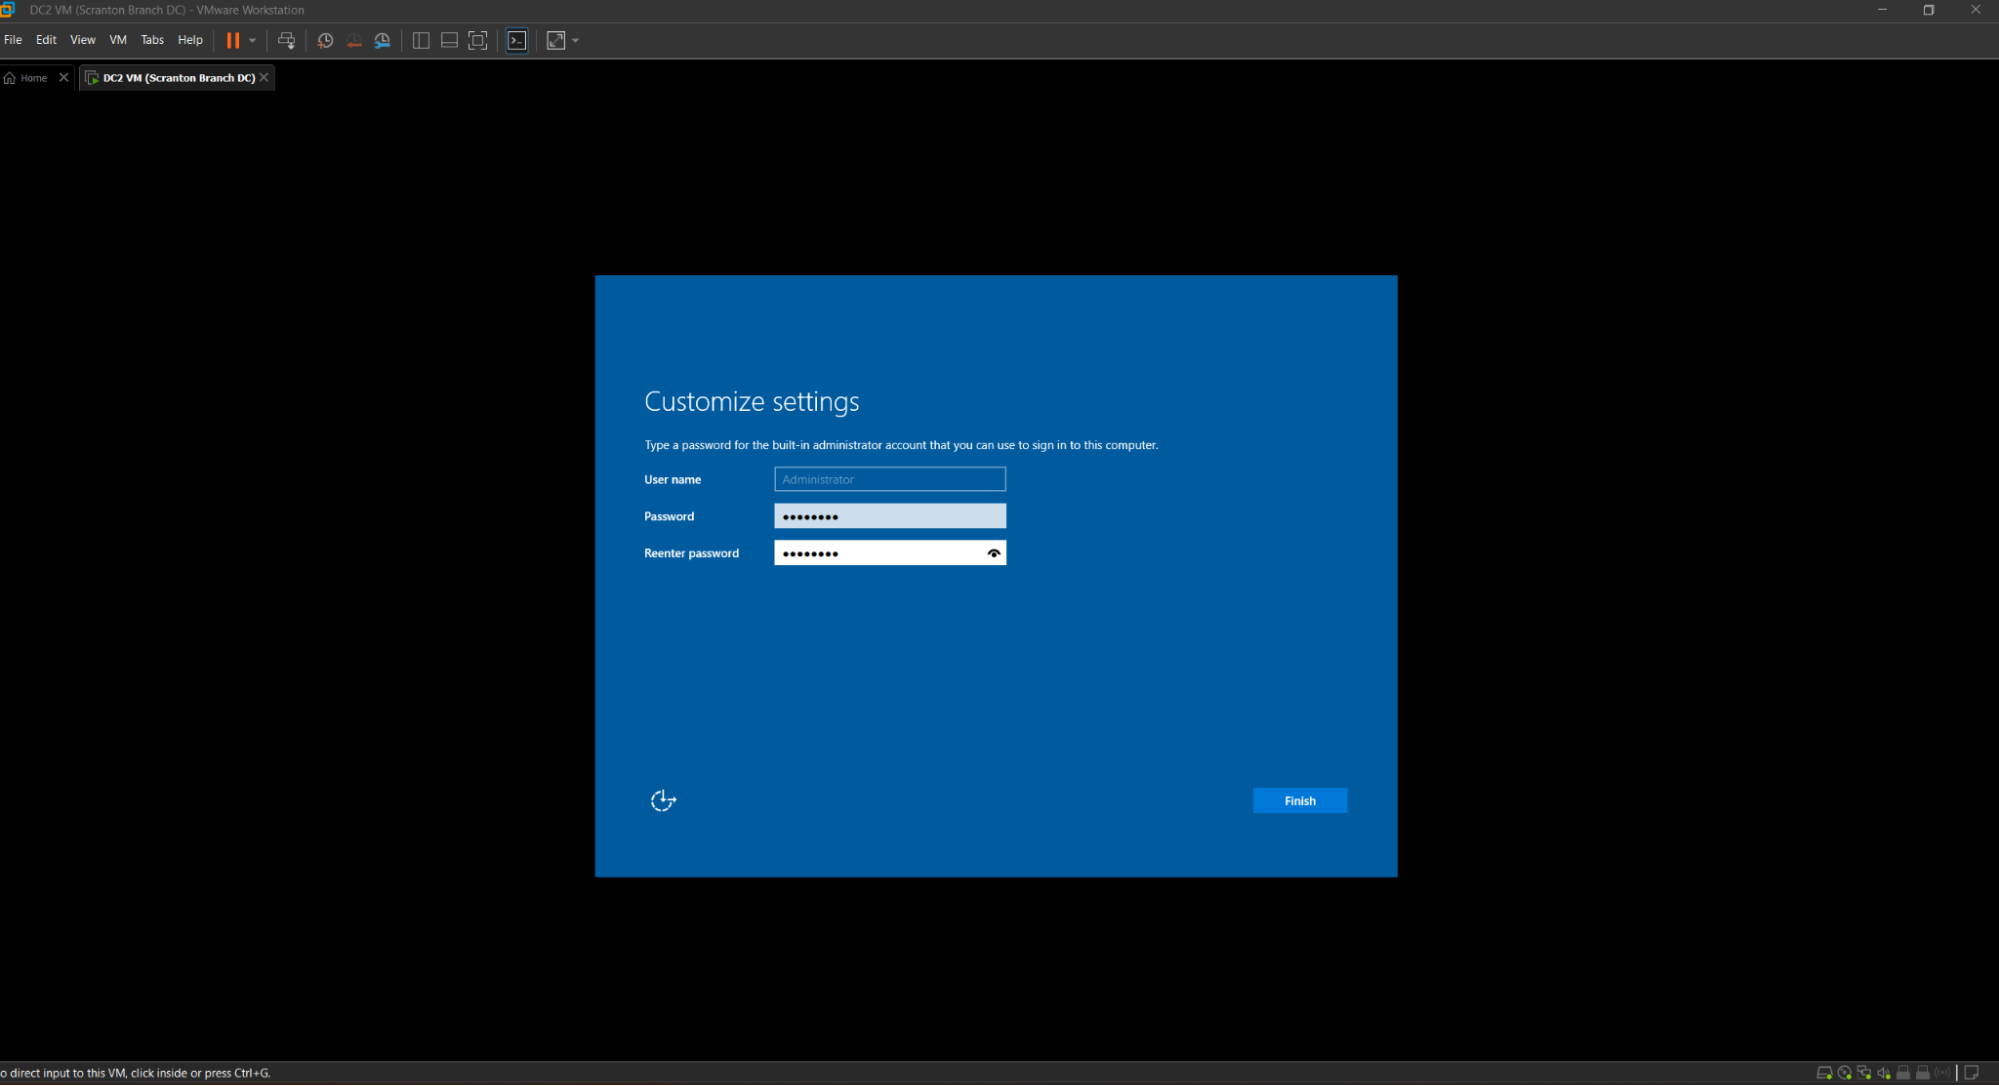 DC2 VM (Scranton Branch DC) - VMware Workstation
File Edit View VM Tabs Help
Home
DC2 VM (Scranton Branch DC)
Customize settings
Type a password for the built-in administrator account that you can use to sign in to this computer.
User name Administrator
Password ••••••••
Reenter password ••••••••
Finish
o direct input to this VM, click inside or press Ctrl+G.